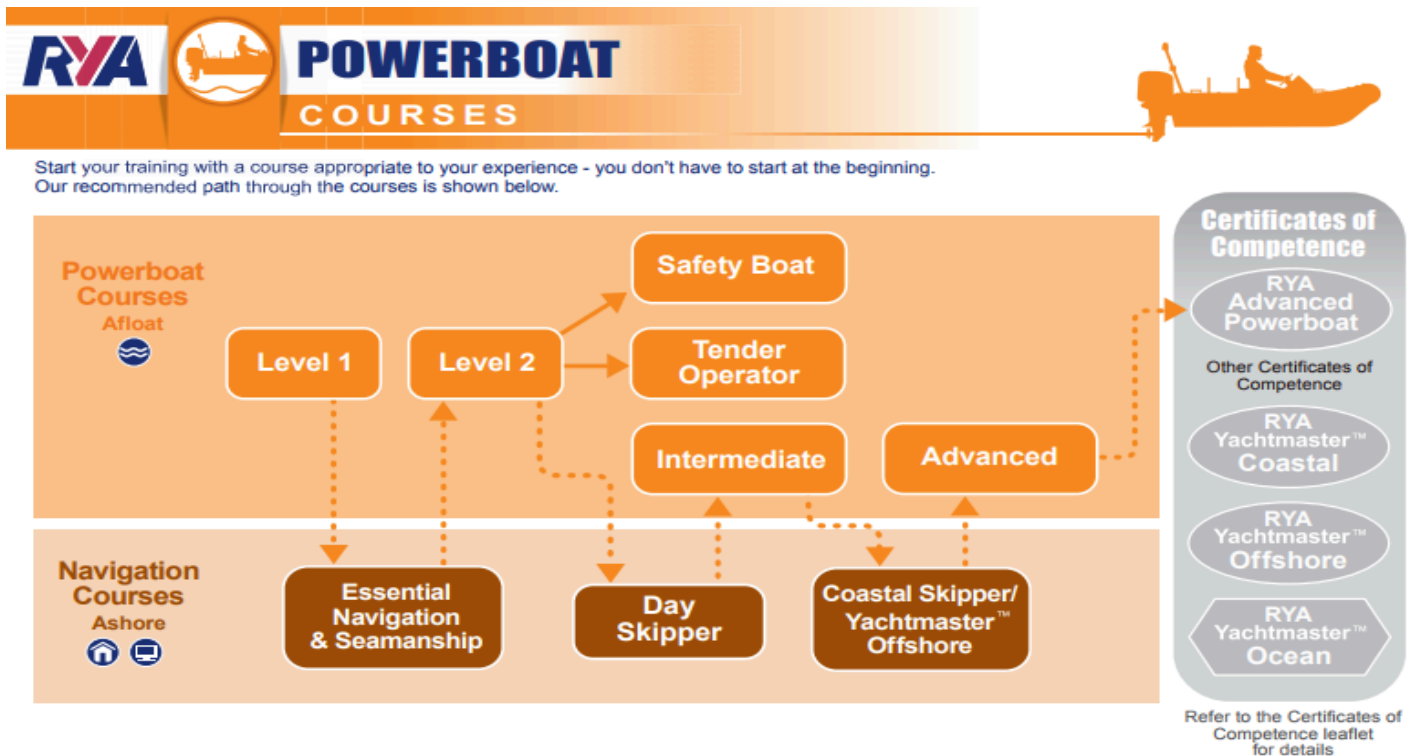 RYA
POWERBOAT
COURSES
Start your training with a course appropriate to your experience - you don't have to start at the beginning.
Our recommended path through the courses is shown below.
Powerboat
Courses
Afloat
Level 1
Level 2
Safety Boat
Tender
Operator
Intermediate
Advanced
Navigation
Courses
Ashore
Essential
Navigation
& Seamanship
Day
Skipper
Coastal Skipper/
Yachtmaster™
Offshore
Certificates of
Competence
RYA
Advanced
Powerboat
Other Certificates of
Competence
RYA
Yachtmaster™
Coastal
RYA
Yachtmaster™
Offshore
RYA
Yachtmaster™
Ocean
Refer to the Certificates of
Competence leaflet
for details